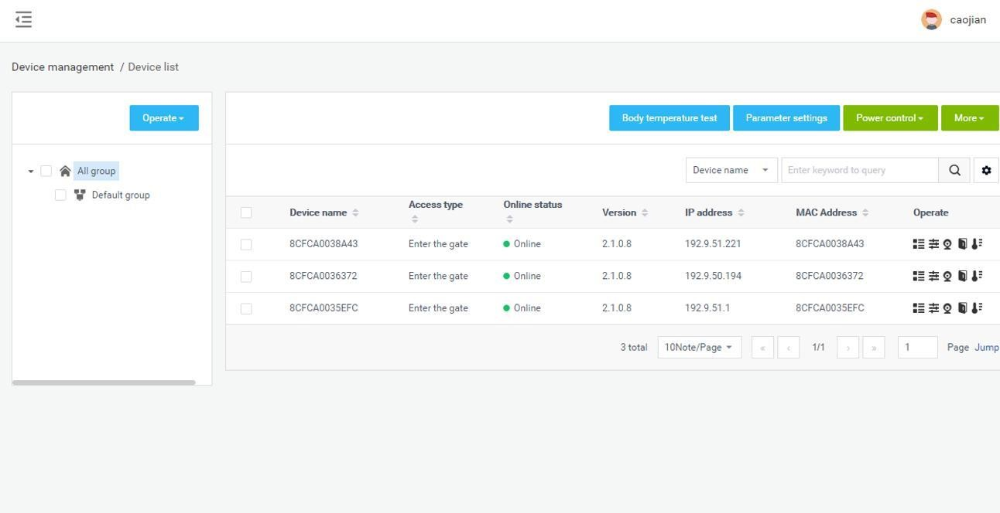 caojian
Device management / Device list
Operate
Body temperature test Parameter settings Power control More
All group
Default group
Device name Enter keyword to query
Device name Access type Online status Version IP address MAC Address Operate
8CFCA0038A43 Enter the gate Online 2.1.0.8 192.9.51.221 8CFCA0038A43
8CFCA0036372 Enter the gate Online 2.1.0.8 192.9.50.194 8CFCA0036372
8CFCA0035EFC Enter the gate Online 2.1.0.8 192.9.51.1 8CFCA0035EFC
3 total 10Note/Page « ‹ 1/1 › » 1 Page Jump